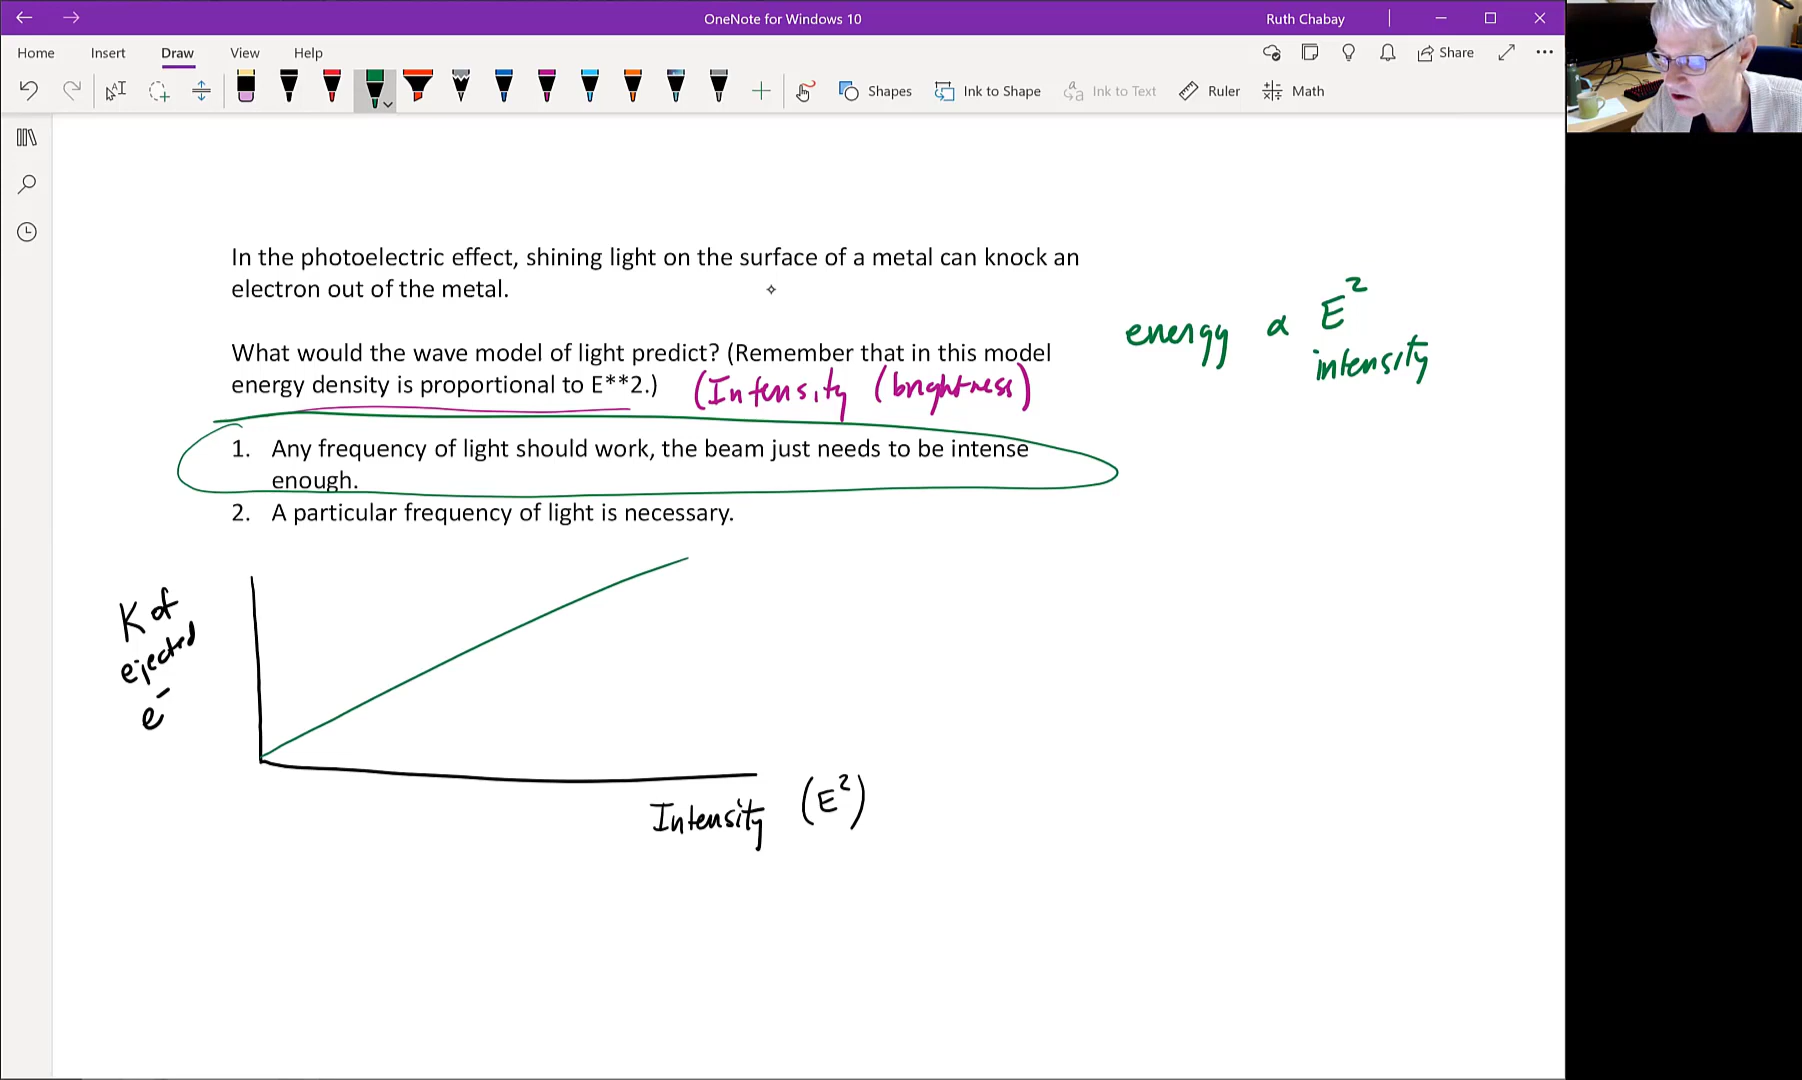 OneNote for Windows 10
Ruth Chabay
Home Insert Draw View Help
Share
Shapes Ink to Shape Ink to Text Ruler Math
In the photoelectric effect, shining light on the surface of a metal can knock an
electron out of the metal.
What would the wave model of light predict? (Remember that in this model
energy density is proportional to E**2.)
(Intensity (brightness)
energy ∝ E²
intensity
1. Any frequency of light should work, the beam just needs to be intense
enough.
2. A particular frequency of light is necessary.
K of
ejected
e⁻
Intensity (E²)